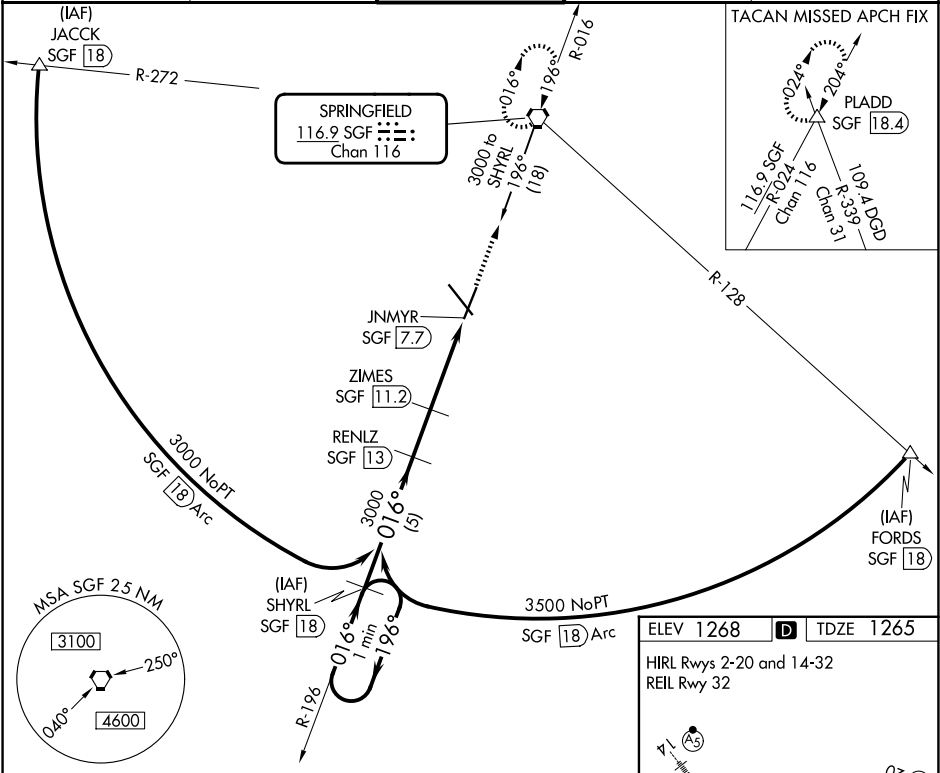 (IAF)
JACCK
SGF 18
R-272
SPRINGFIELD
116.9 SGF
Chan 116
R-016
016°
196°
3000 to
SHYRL
196°
(18)
TACAN MISSED APCH FIX
024°
204°
PLADD
SGF 18.4
116.9 SGF
R-024
Chan 116
109.4 DGD
R-339
Chan 31
R-128
JNMYR
SGF 7.7
ZIMES
SGF 11.2
RENLZ
SGF 13
3000 NoPT
SGF 18 Arc
3000
016°
(5)
(IAF)
FORDS
SGF 18
(IAF)
SHYRL
SGF 18
3500 NoPT
SGF 18 Arc
016°
1 min
196°
R-196
MSA SGF 25 NM
3100
250°
040°
4600
ELEV 1268 D TDZE 1265
HIRL Rwys 2-20 and 14-32
REIL Rwy 32
A5
14